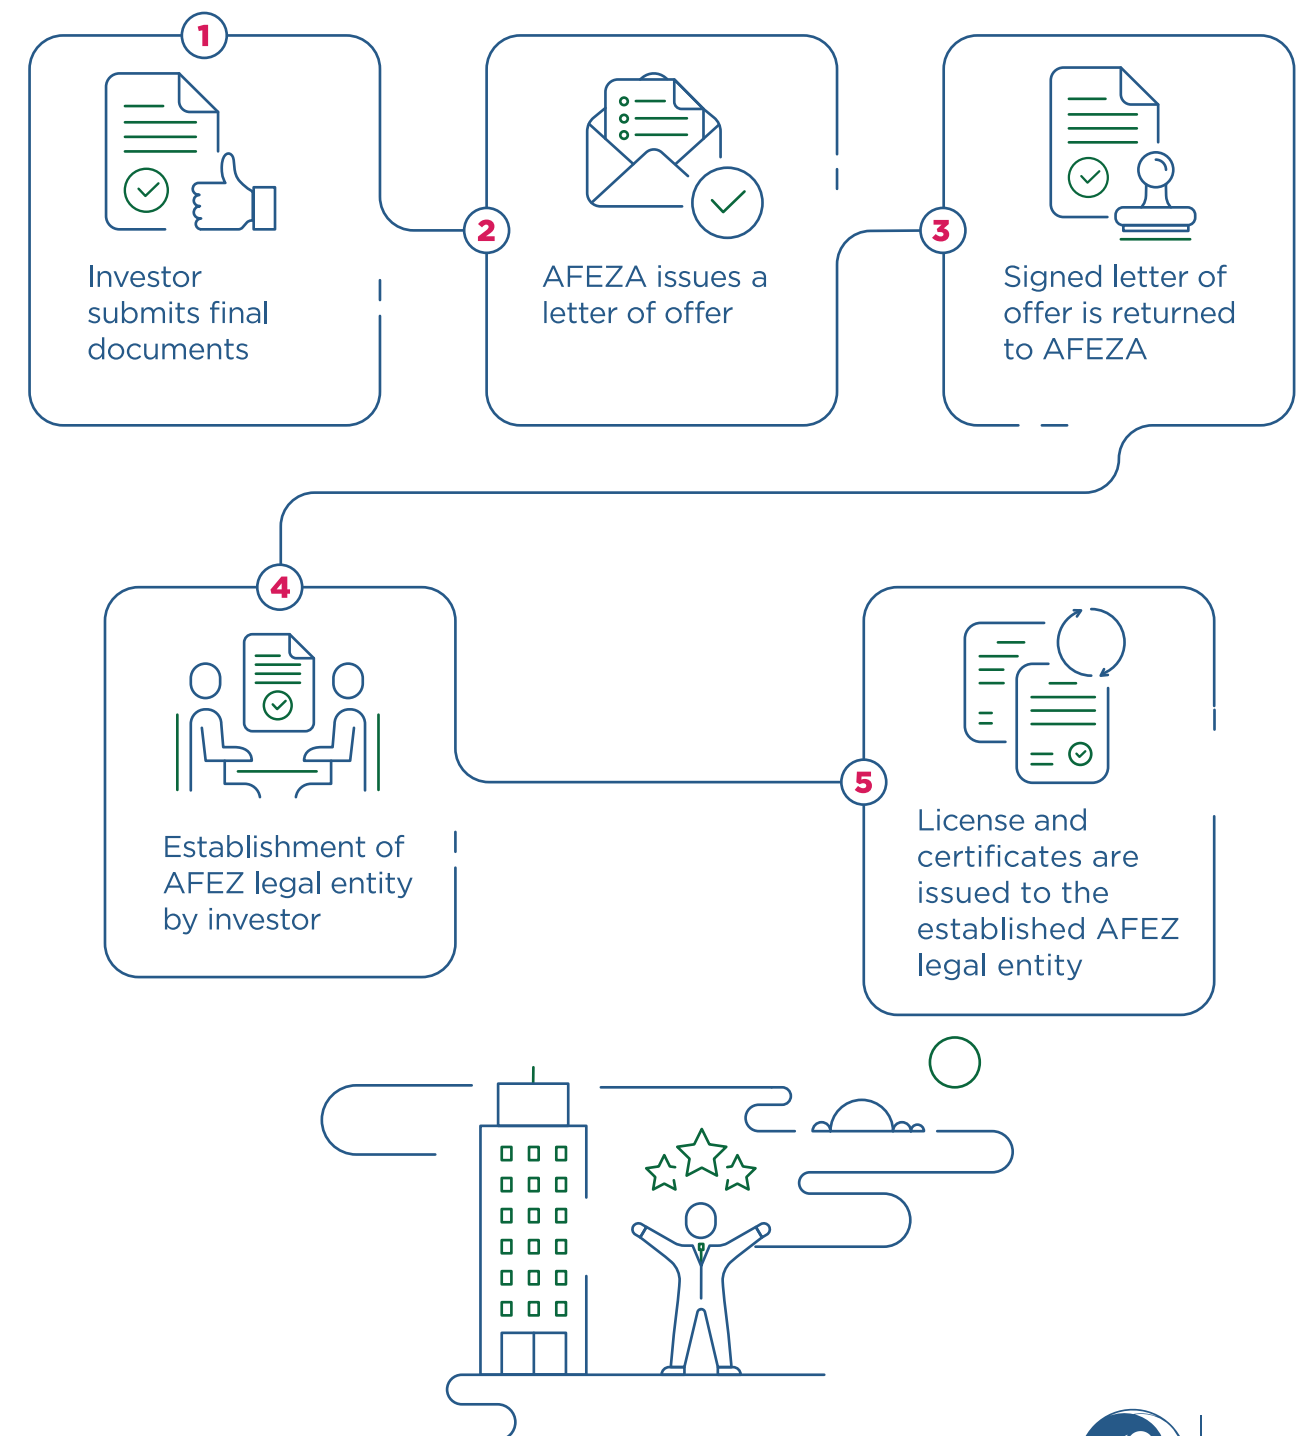 1
Investor
submits final
documents
2
AFEZA issues a
letter of offer
3
Signed letter of
offer is returned
to AFEZA
4
Establishment of
AFEZ legal entity
by investor
5
License and
certificates are
issued to the
established AFEZ
legal entity